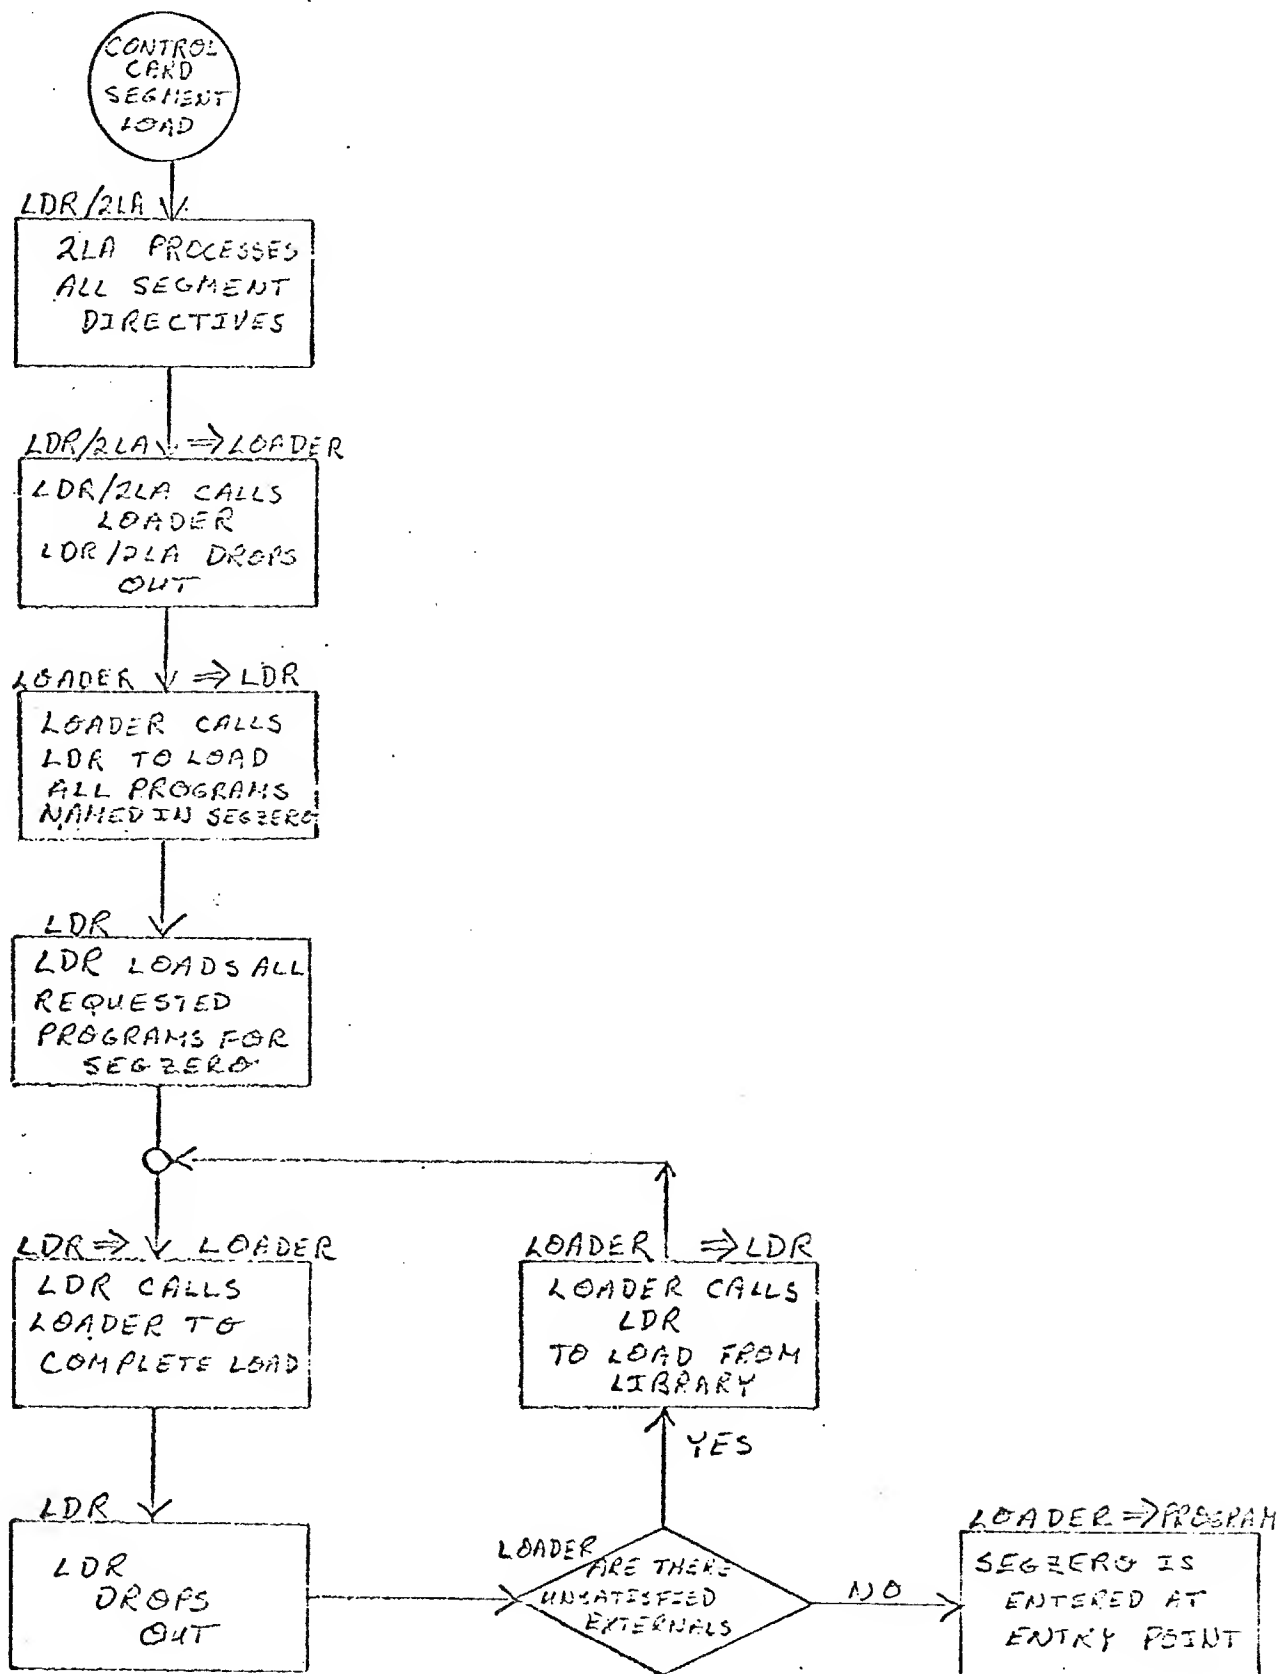 CONTROL
CARD
SEGMENT
LOAD
LDR/2LA
2LA PROCESSES
ALL SEGMENT
DIRECTIVES
LDR/2LA ⇒ LOADER
LDR/2LA CALLS
LOADER
LDR/2LA DROPS
OUT
LOADER ⇒ LDR
LOADER CALLS
LDR TO LOAD
ALL PROGRAMS
NAMED IN SEGZERO
LDR
LDR LOADS ALL
REQUESTED
PROGRAMS FOR
SEGZERO
LDR ⇒ LOADER
LDR CALLS
LOADER TO
COMPLETE LOAD
LOADER ⇒ LDR
LOADER CALLS
LDR
TO LOAD FROM
LIBRARY
YES
LDR
LDR
DROPS
OUT
LOADER
ARE THERE
UNSATISFIED
EXTERNALS
NO
LOADER ⇒ PROGRAM
SEGZERO IS
ENTERED AT
ENTRY POINT